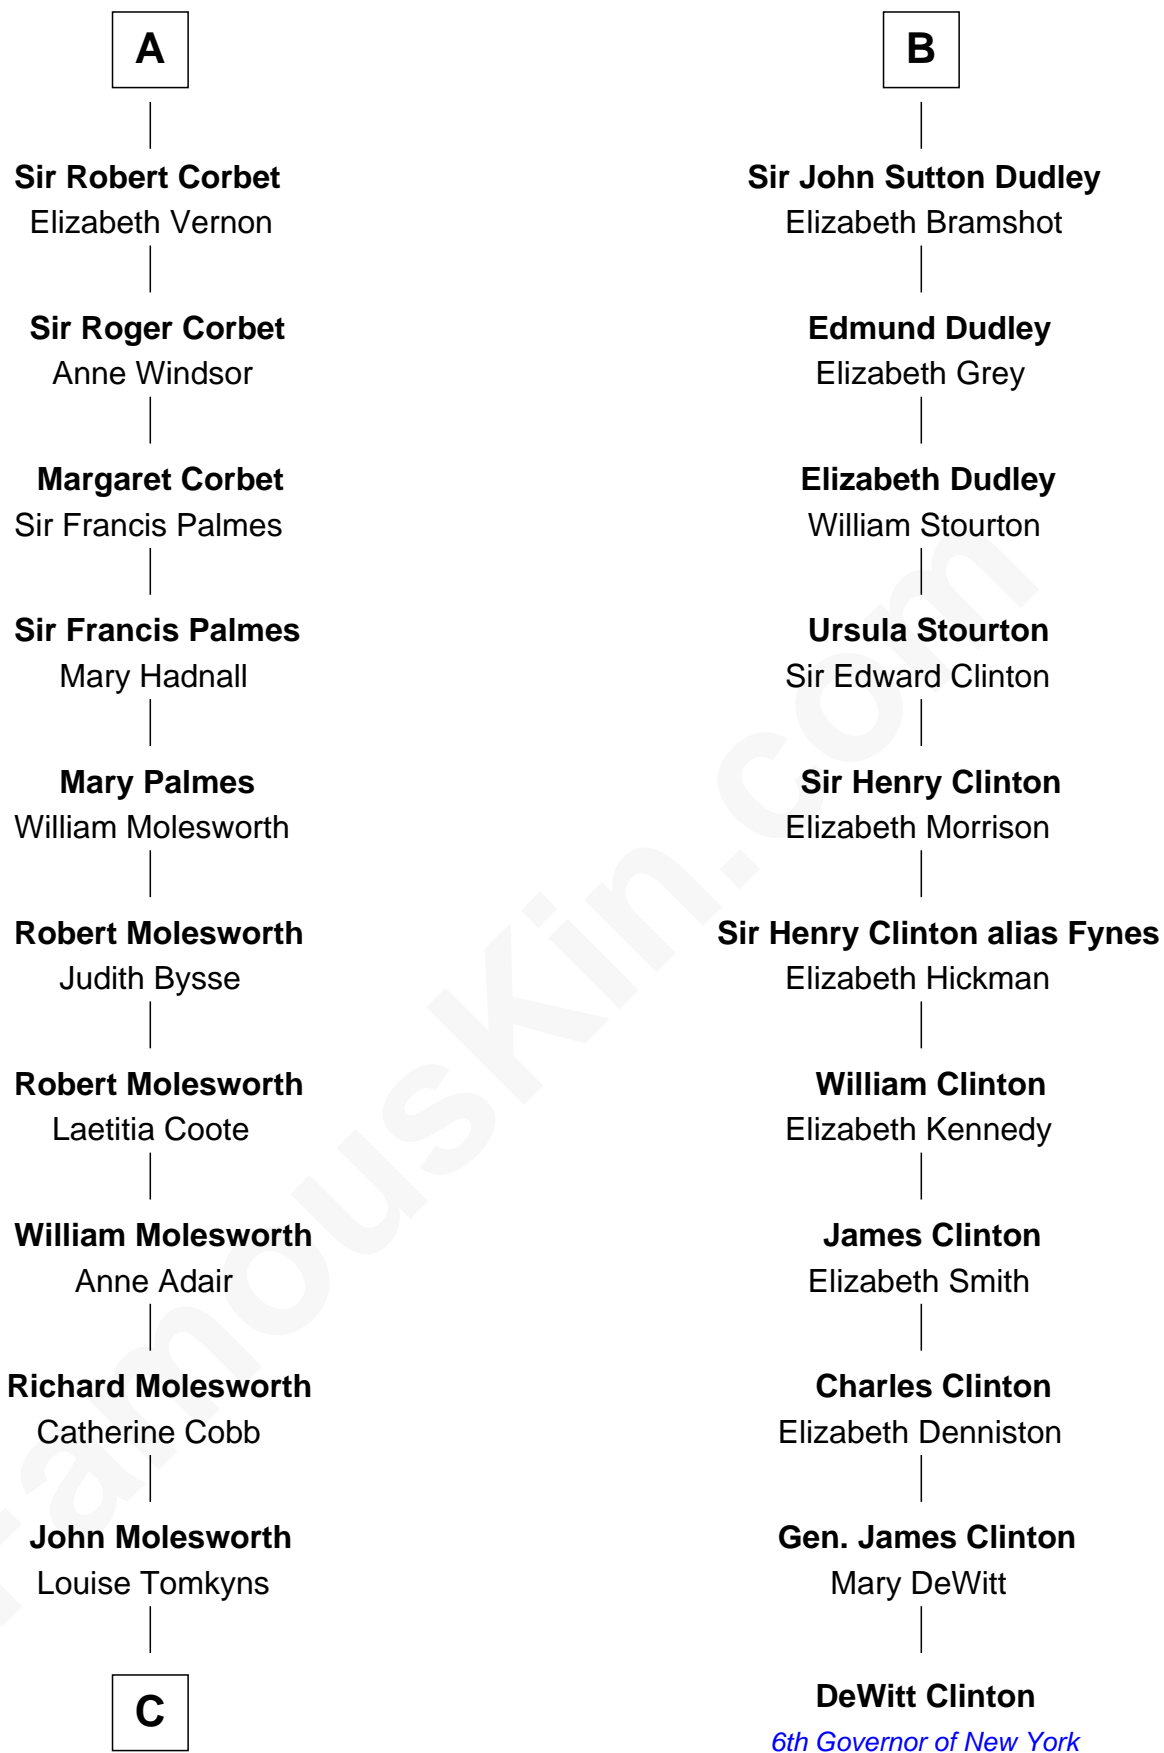 A
Sir Robert Corbet
Elizabeth Vernon
Sir Roger Corbet
Anne Windsor
Margaret Corbet
Sir Francis Palmes
Sir Francis Palmes
Mary Hadnall
Mary Palmes
William Molesworth
Robert Molesworth
Judith Bysse
Robert Molesworth
Laetitia Coote
William Molesworth
Anne Adair
Richard Molesworth
Catherine Cobb
John Molesworth
Louise Tomkyns
C
B
Sir John Sutton Dudley
Elizabeth Bramshot
Edmund Dudley
Elizabeth Grey
Elizabeth Dudley
William Stourton
Ursula Stourton
Sir Edward Clinton
Sir Henry Clinton
Elizabeth Morrison
Sir Henry Clinton alias Fynes
Elizabeth Hickman
William Clinton
Elizabeth Kennedy
James Clinton
Elizabeth Smith
Charles Clinton
Elizabeth Denniston
Gen. James Clinton
Mary DeWitt
DeWitt Clinton
6th Governor of New York
FamousKin.com